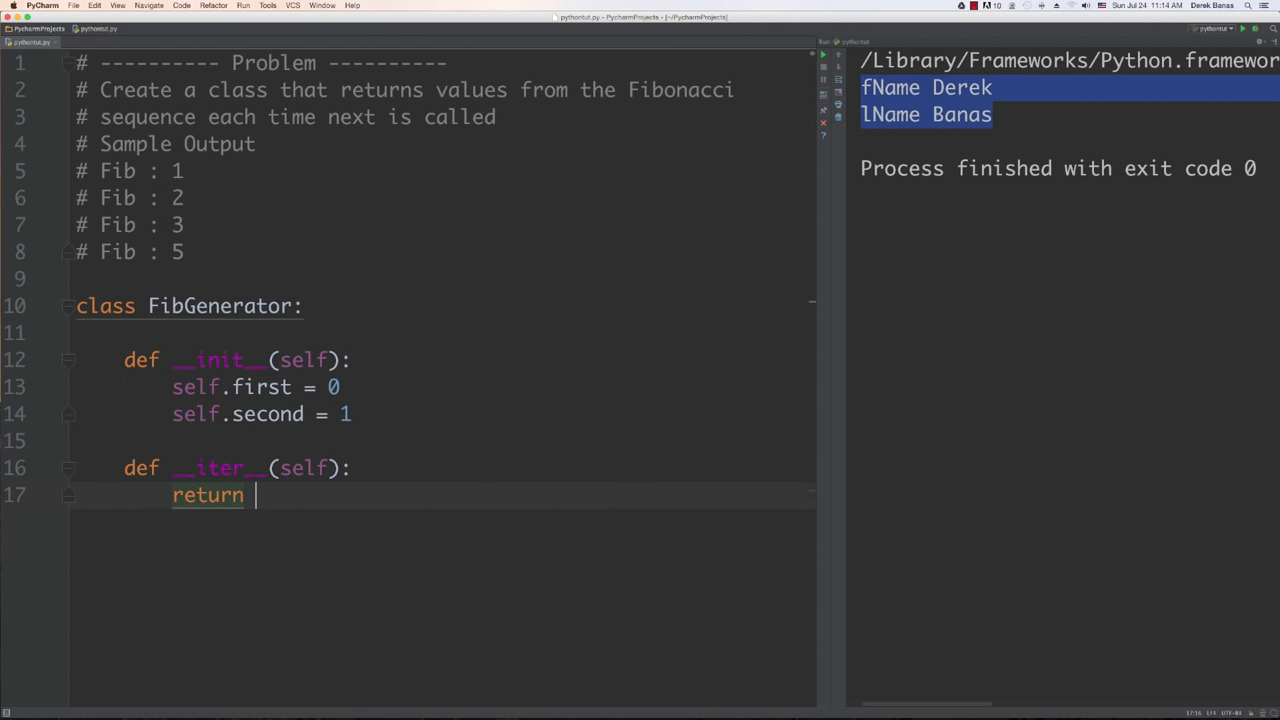 PyCharm File Edit View Navigate Code Refactor Run Tools VCS Window Help 10 Sun Jul 24 11:14 AM Derek Banas
pythontut.py - PycharmProjects - [~/PycharmProjects]
PycharmProjects pythontut.py pythontut
pythontut.py
Run: pythontut
1 # ---------- Problem ----------
2 # Create a class that returns values from the Fibonacci
3 # sequence each time next is called
4 # Sample Output
5 # Fib : 1
6 # Fib : 2
7 # Fib : 3
8 # Fib : 5
9
10 class FibGenerator:
11
12 def __init__(self):
13 self.first = 0
14 self.second = 1
15
16 def __iter__(self):
17 return
/Library/Frameworks/Python.framewor
fName Derek
lName Banas
Process finished with exit code 0
17:16 LF÷ UTF-8÷